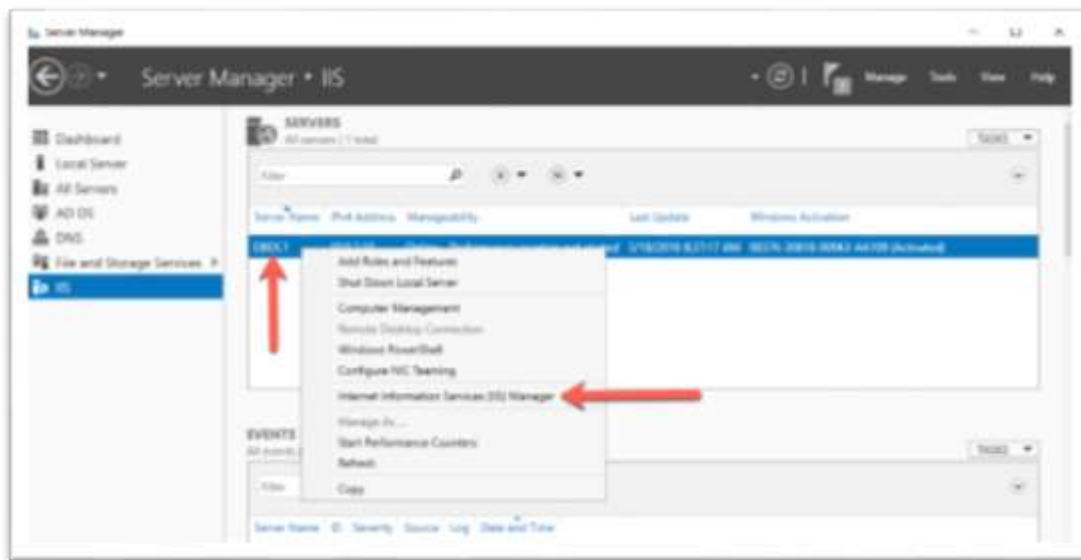 Server Manager
Server Manager • IIS
Manage Tools View Help
Dashboard
Local Server
All Servers
AD DS
DNS
File and Storage Services
IIS
SERVERS
All servers | 1 total
TASKS
Filter
Server Name IPv4 Address Manageability Last Update Windows Activation
Add Roles and Features
Shut Down Local Server
Computer Management
Remote Desktop Connection
Windows PowerShell
Configure NIC Teaming
Internet Information Services (IIS) Manager
Manage As ...
Start Performance Counters
Refresh
Copy
EVENTS
All events
TASKS
Filter
Server Name ID Severity Source Log Date and Time